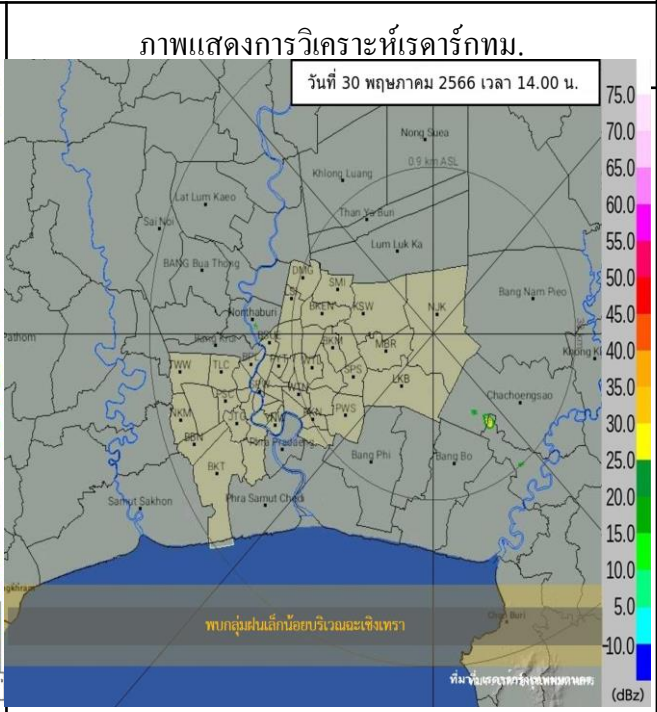 ภาพแสดงการวิเคราะห์เรดาร์กทม.
วันที่ 30 พฤษภาคม 2566 เวลา 14.00 น.
75.0
70.0
65.0
60.0
55.0
50.0
45.0
40.0
35.0
30.0
25.0
20.0
15.0
10.0
5.0
-10.0
(dBz)
Nong Suea
0.9 km ASL
Khlong Luang
Lat Lum Kaeo
Than Ya Buri
Sai Noi
Lum Luk Ka
BANG Bua Thong
DMG
SMI
Bang Nam Pieo
BKEN
KSW
NJK
Nonthaburi
BKM
MBR
TWW
TLC
SPS
LKB
Chachoengsao
WTN
NKM
PWS
Phra Pradaeng
Bang Phi
Bang Bo
BKT
Samut Sakhon
Phra Samut Chedi
พบกลุ่มฝนเล็กน้อยบริเวณฉะเชิงเทรา